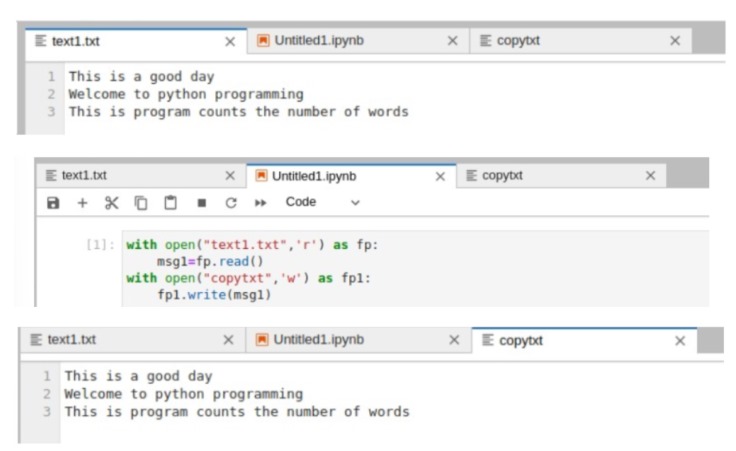 text1.txt
Untitled1.ipynb
copytxt
1 This is a good day
2 Welcome to python programming
3 This is program counts the number of words
text1.txt
Untitled1.ipynb
copytxt
Code
[1]: with open("text1.txt",'r') as fp:
msg1=fp.read()
with open("copytxt",'w') as fp1:
fp1.write(msg1)
text1.txt
Untitled1.ipynb
copytxt
1 This is a good day
2 Welcome to python programming
3 This is program counts the number of words